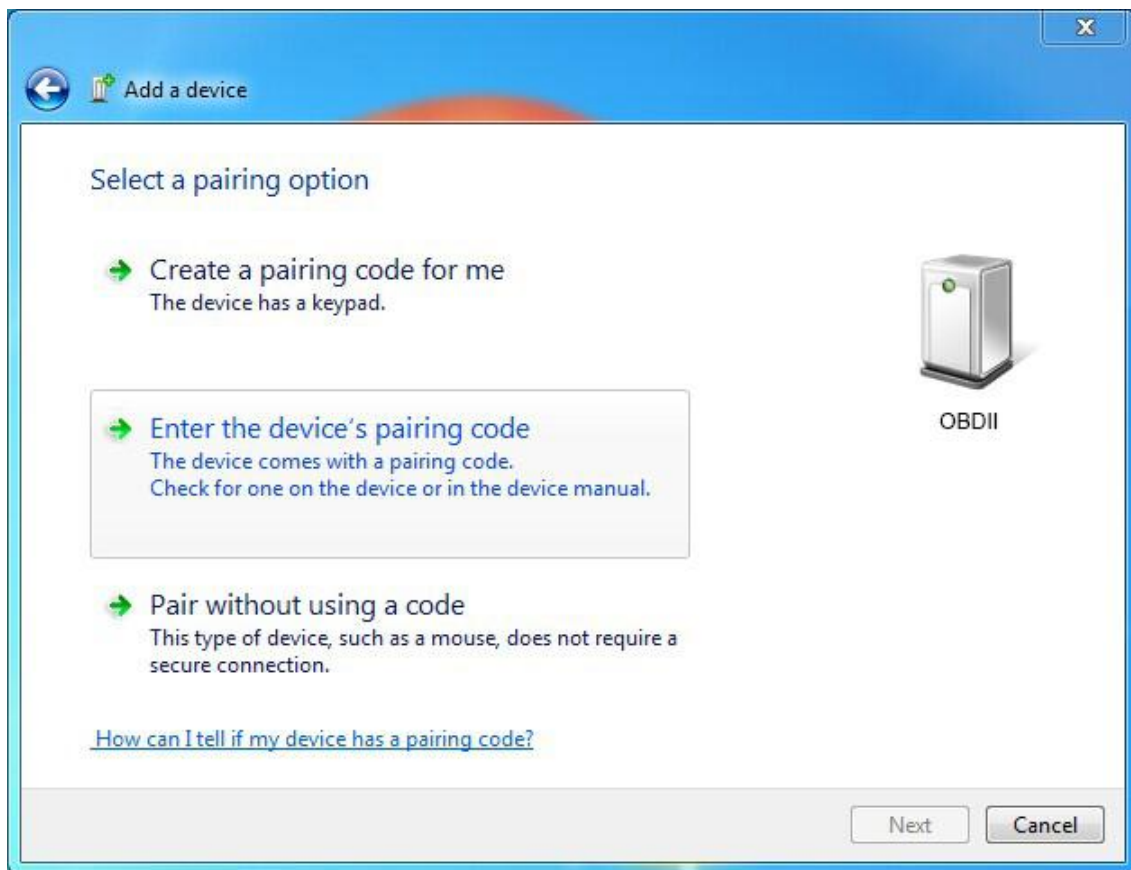 X
Add a device
Select a pairing option
Create a pairing code for me
The device has a keypad.
OBDII
Enter the device's pairing code
The device comes with a pairing code.
Check for one on the device or in the device manual.
Pair without using a code
This type of device, such as a mouse, does not require a
secure connection.
How can I tell if my device has a pairing code?
Next
Cancel